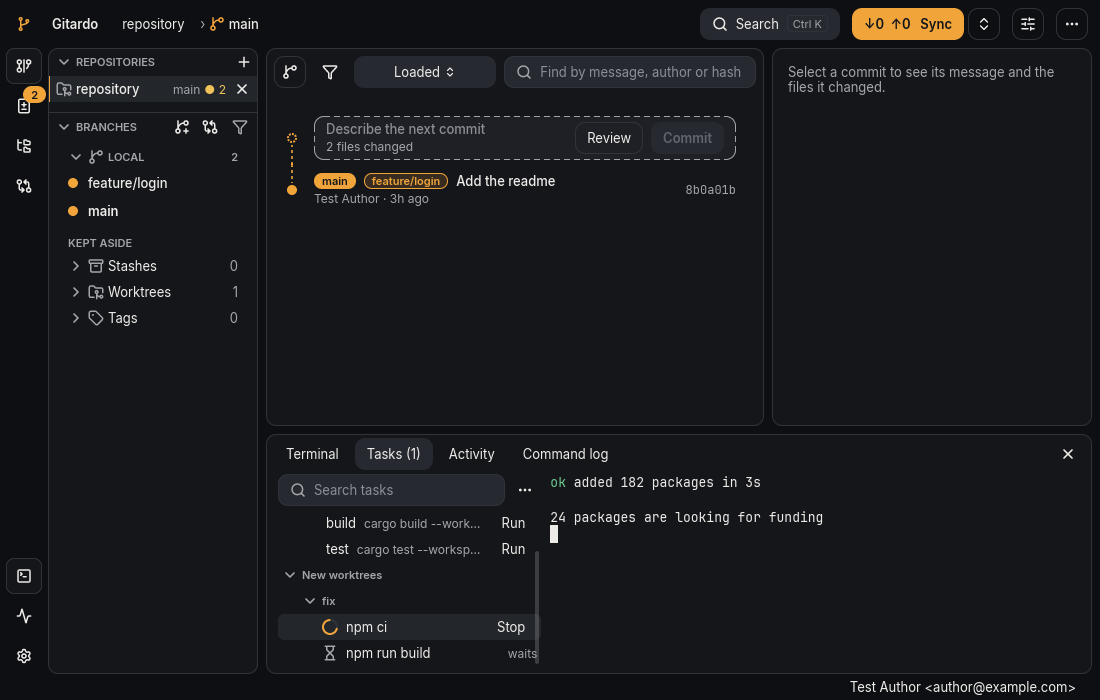 Gitardo repository main Search Ctrl K ↓0 ↑0 Sync
REPOSITORIES
repository main 2
BRANCHES
LOCAL 2
feature/login
main
KEPT ASIDE
Stashes 0
Worktrees 1
Tags 0
2
Loaded Find by message, author or hash
Describe the next commit
2 files changed
Review Commit
main feature/login Add the readme
Test Author · 3h ago
8b0a01b
Select a commit to see its message and the
files it changed.
Terminal Tasks (1) Activity Command log
Search tasks
build cargo build --work… Run
test cargo test --worksp… Run
New worktrees
fix
npm ci Stop
npm run build waits
ok added 182 packages in 3s
24 packages are looking for funding
Test Author <author@example.com>